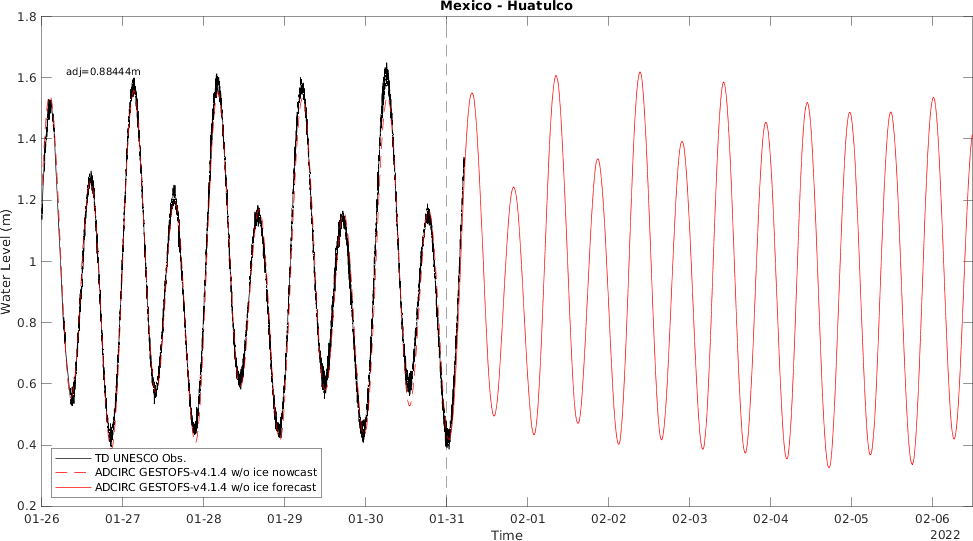 Mexico - Huatulco
adj=0.88444m
Water Level (m)
1.8
1.6
1.4
1.2
1
0.8
0.6
0.4
0.2
TD UNESCO Obs.
ADCIRC GESTOFS-v4.1.4 w/o ice nowcast
ADCIRC GESTOFS-v4.1.4 w/o ice forecast
01-26 01-27 01-28 01-29 01-30 01-31 02-01 02-02 02-03 02-04 02-05 02-06
Time
2022